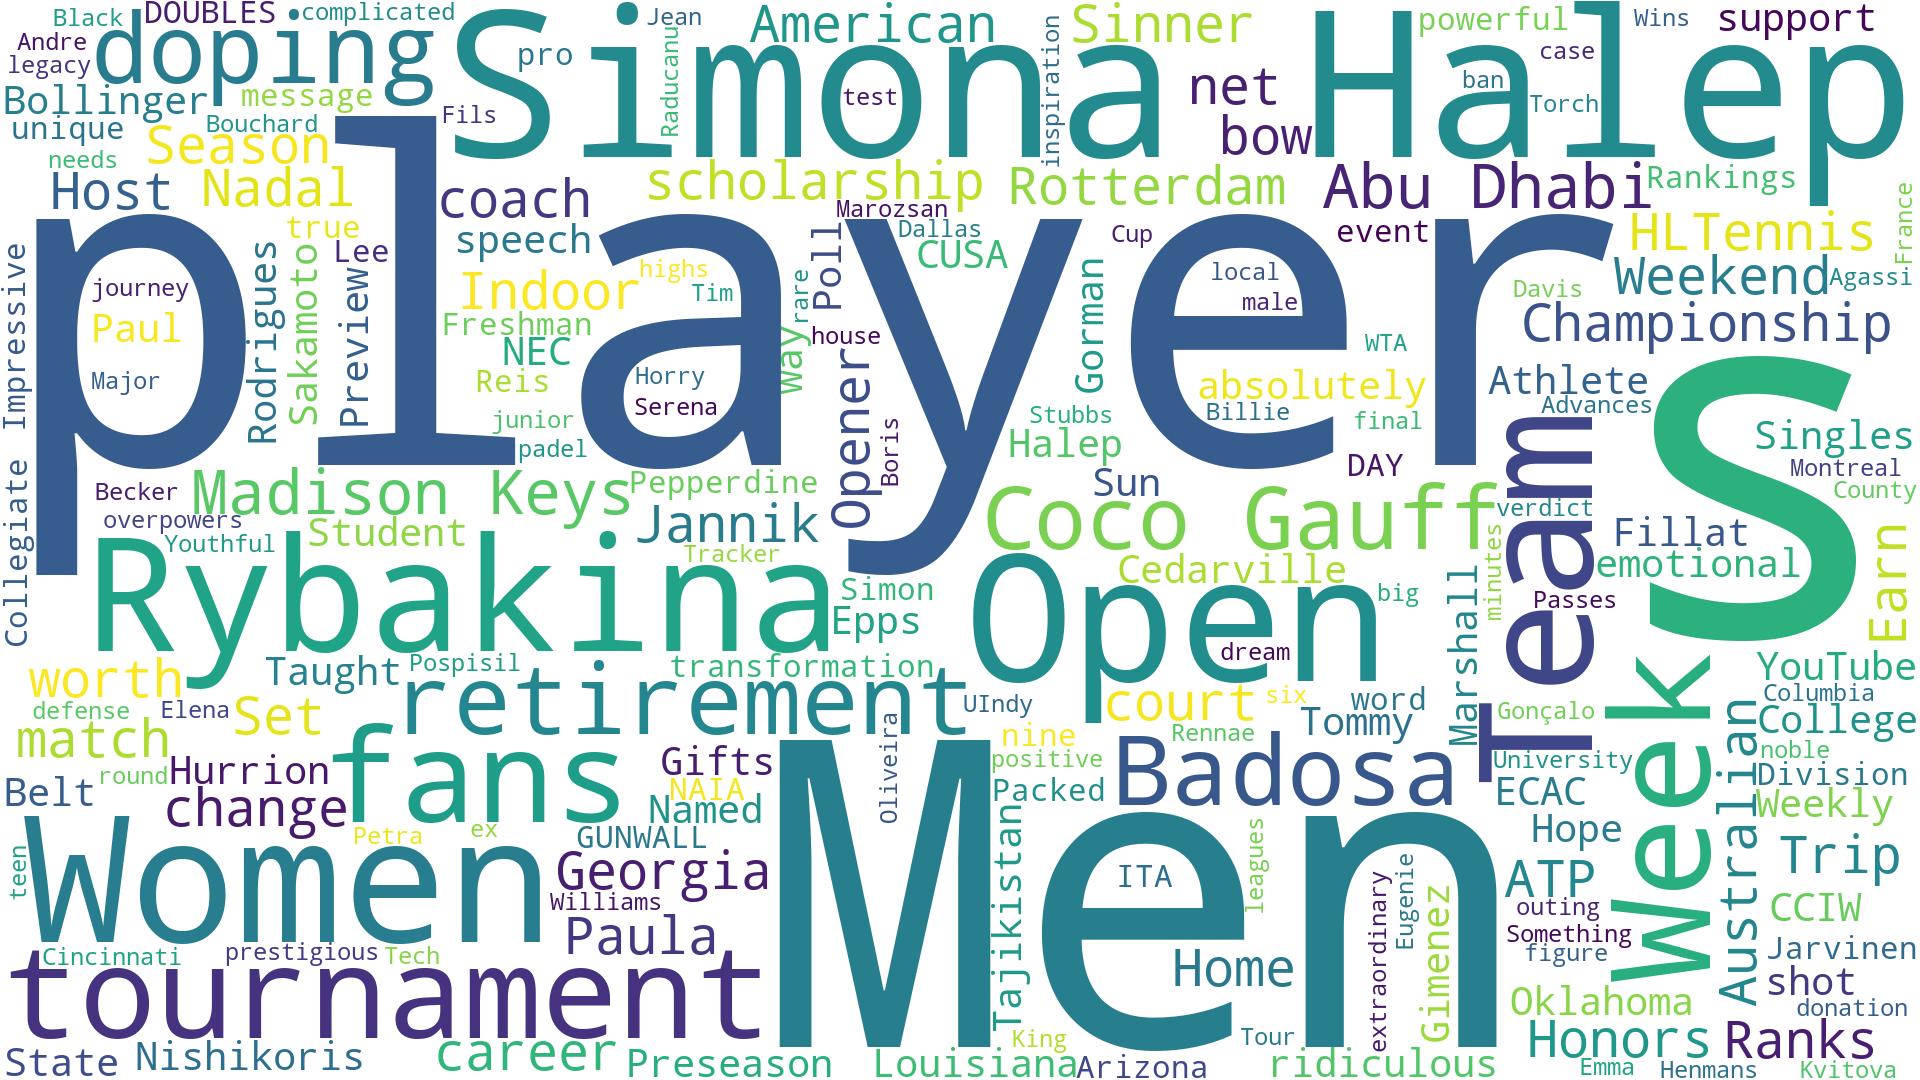 Black
DOUBLES
complicated
Jean
American
Sinner
powerful
Wins
support
Andre
doping
Simona Halep
pro
Raducanu
inspiration
case
legacy
Bollinger
message
test
net
ban
Torch
unique
Bouchard
Fils
bow
Season
needs
Host
Nadal
coach
scholarship
Rotterdam
Abu Dhabi
Rankings
France
true
Lee
speech
Marozsan
Dallas
Cup
event
HLTennis
Impressive
player
Rodrigues
Sakamoto
Preview
CUSA
Poll
Weekend
Agassi
journey
Indoor
highs
Tim
rare
Gorman
local
male
Davis
Paul
Freshman
NEC
house
Way
WTA
Championship
Major
Reis
Horry
Serena
absolutely
Athlete
junior
padel
Opener
Boris
Stubbs
Billie
final
Advances
Halep
Team
S
Singles
Becker
Madison Keys
Pepperdine
Sun
DAY
Montreal
County
Collegiate
overpowers
Youthful
Student
Jannik
Coco Gauff
verdict
Fillat
Rybakina
Tracker
Cedarville
minutes
emotional
Earn
Simon
Epps
Open
big
Marshall
Passes
worth
Taught
Pospisil
transformation
dream
YouTube
defense
Elena
Set
retirement
UIndy
court
six
word
Gonçalo
Week
Columbia
match
fans
Oliveira
nine
Rennae
Tommy
College
round
Hurrion
Gifts
positive
Badosa
University
noble
Belt
change
NAIA
Named
Packed
ECAC
Australian
Division
Weekly
Women
Petra
ex
GUNWALL
Men
Tajikistan
leagues
Hope
teen
Georgia
ITA
extraordinary
Eugenie
ATP
Trip
Williams
outing
CCIW
Paula
Something
Cincinnati
prestigious
Tech
Home
Gimenez
figure
Jarvinen
tournament
shot
Oklahoma
donation
King
Tour
Honors
Ranks
State
Nishikoris
career
Preseason
Louisiana
Arizona
ridiculous
Emma
Henmans
Kvitova